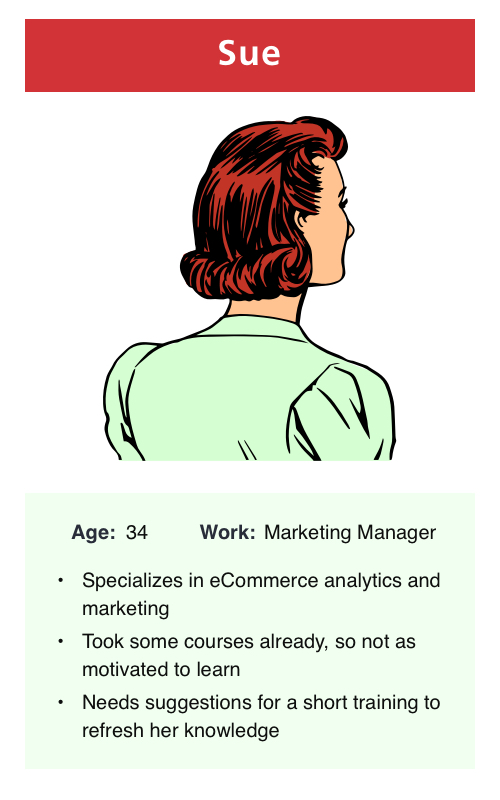 Sue
Age: 34 Work: Marketing Manager
• Specializes in eCommerce analytics and
marketing
• Took some courses already, so not as
motivated to learn
• Needs suggestions for a short training to
refresh her knowledge